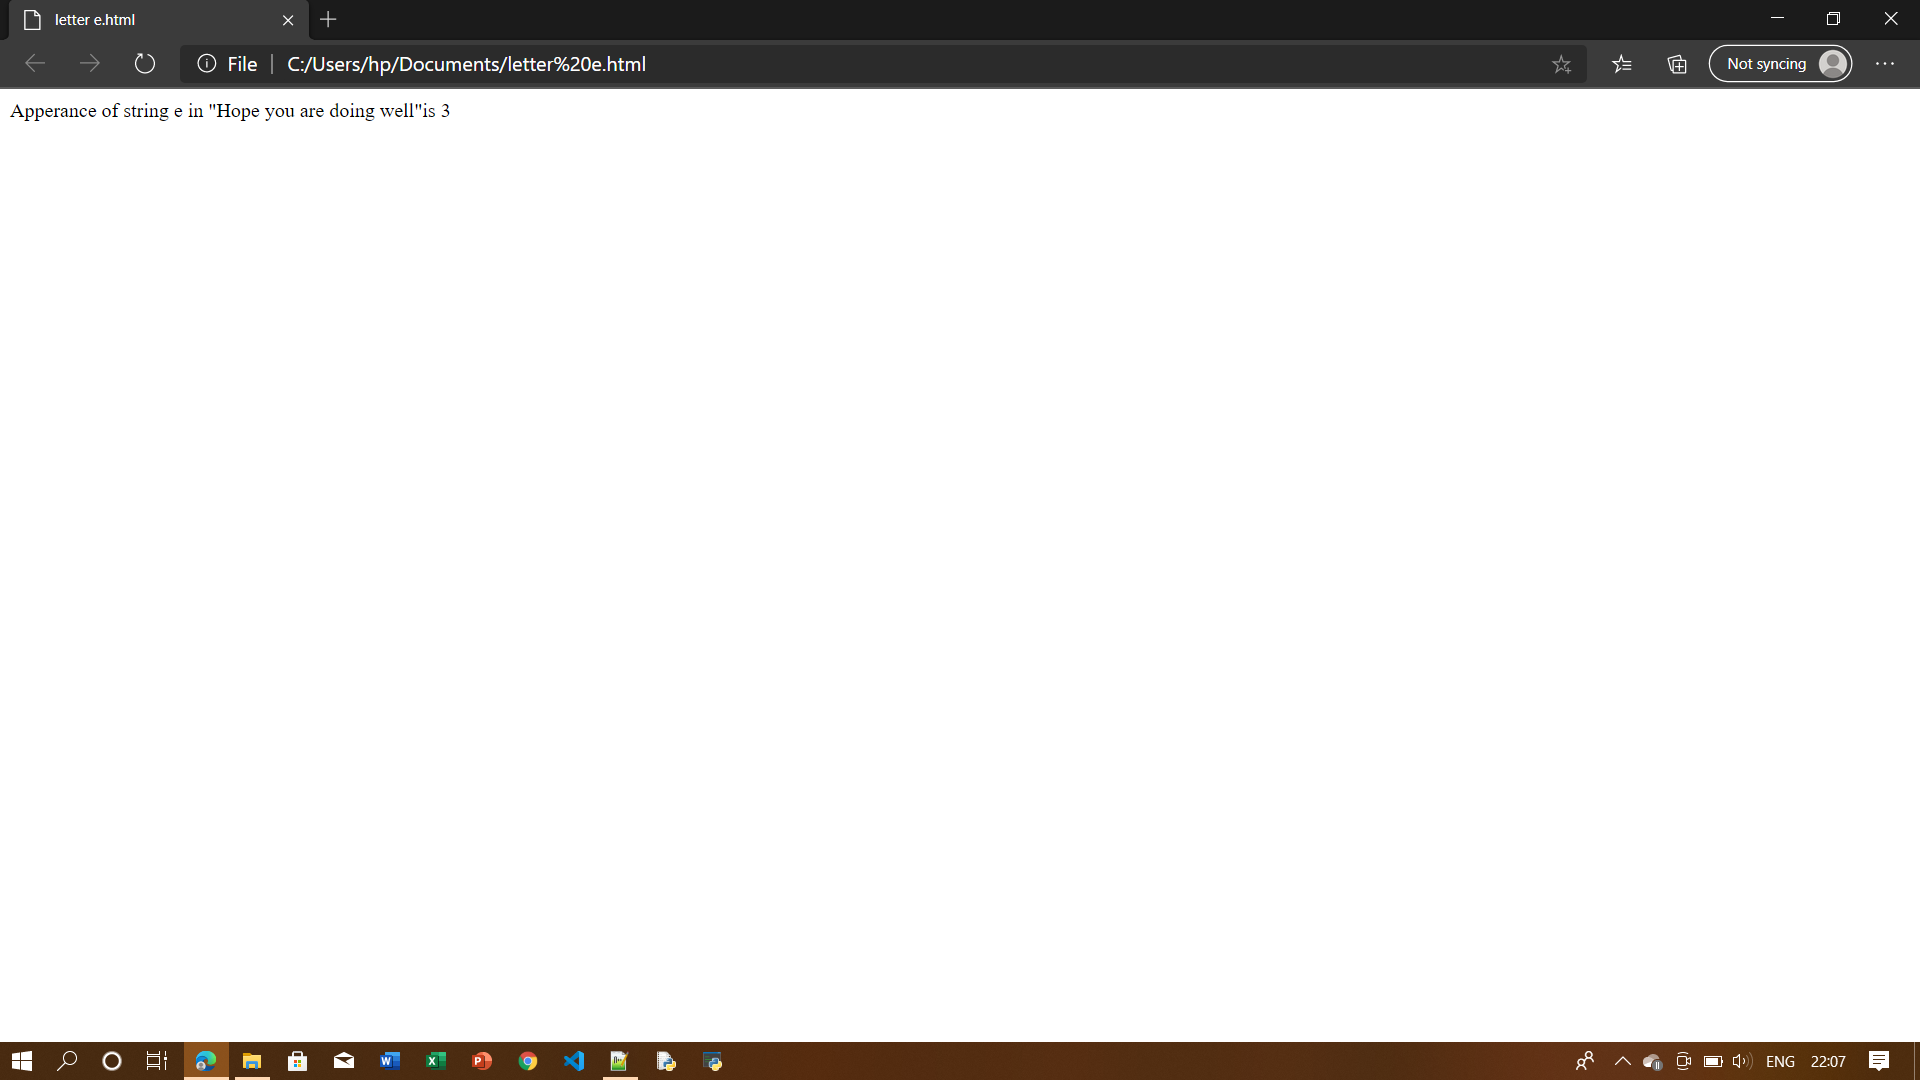 letter e.html
File | C:/Users/hp/Documents/letter%20e.html
Not syncing
Apperance of string e in "Hope you are doing well"is 3
ENG 22:07